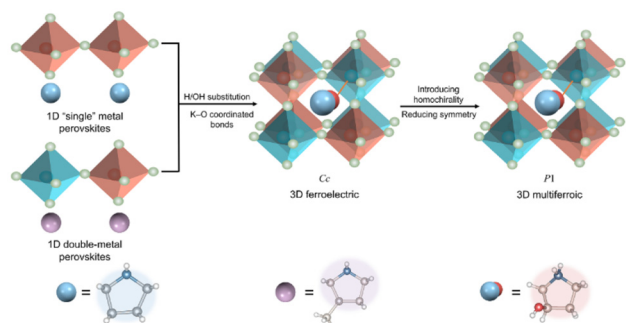 1D "single" metal
perovskites
H/OH substitution
K–O coordinated
bonds
1D double-metal
perovskites
Cc
3D ferroelectric
Introducing
homochirality
Reducing symmetry
P1
3D multiferroic
=
=
=